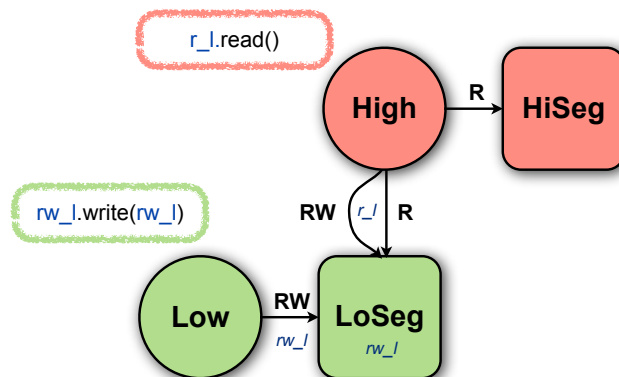 r_l.read()
High
R
HiSeg
rw_l.write(rw_l)
RW
r_l
R
Low
RW
rw_l
LoSeg
rw_l